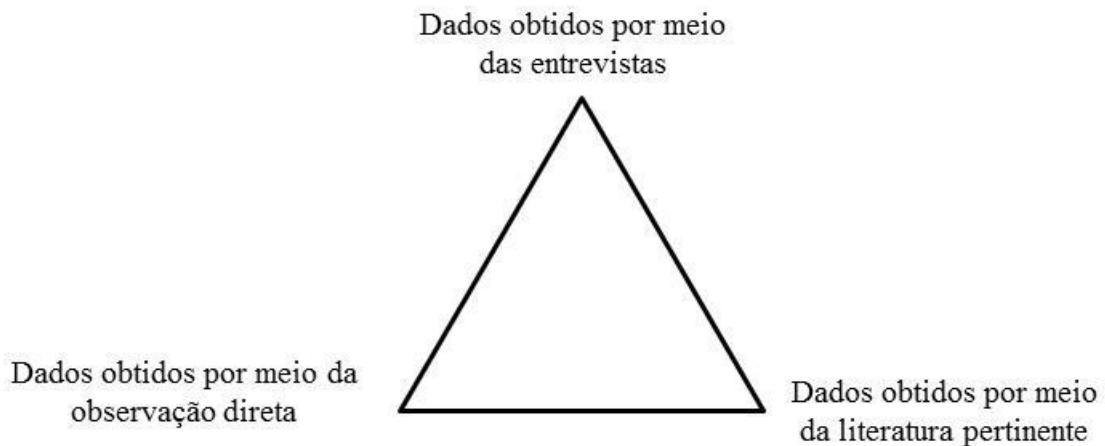 Dados obtidos por meio
das entrevistas
Dados obtidos por meio da
observação direta
Dados obtidos por meio
da literatura pertinente